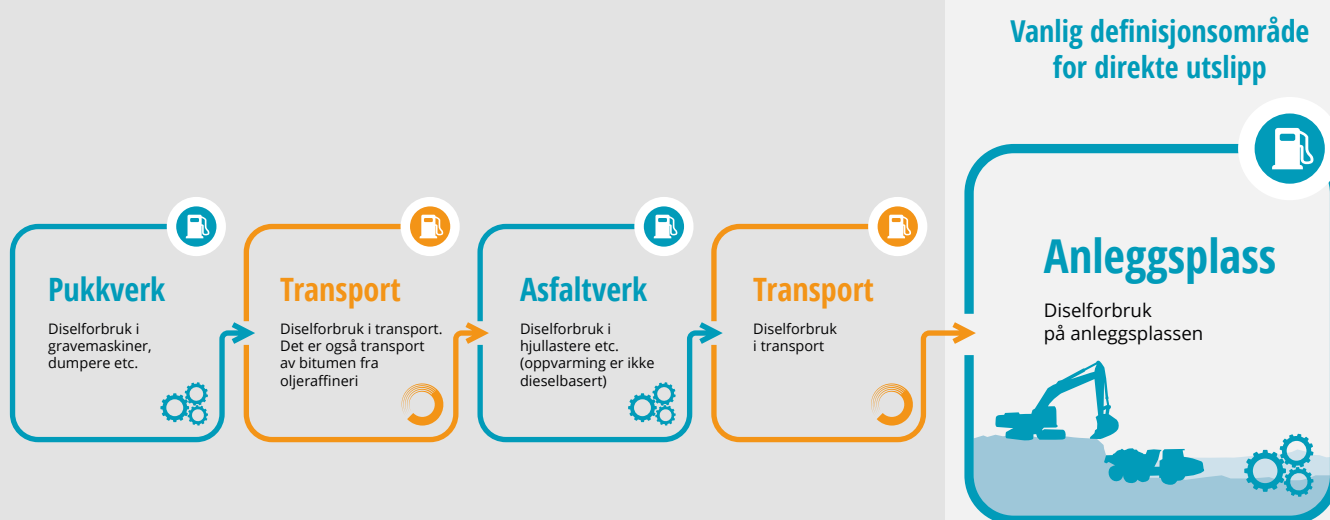 Vanlig definisjonsområde
for direkte utslipp
Pukkverk
Diselforbruk i
gravemaskiner,
dumpere etc.
Transport
Diselforbruk i transport.
Det er også transport
av bitumen fra
oljeraffineri
Asfaltverk
Diselforbruk i
hjullastere etc.
(oppvarming er ikke
dieselbasert)
Transport
Diselforbruk
i transport
Anleggsplass
Diselforbruk
på anleggsplassen